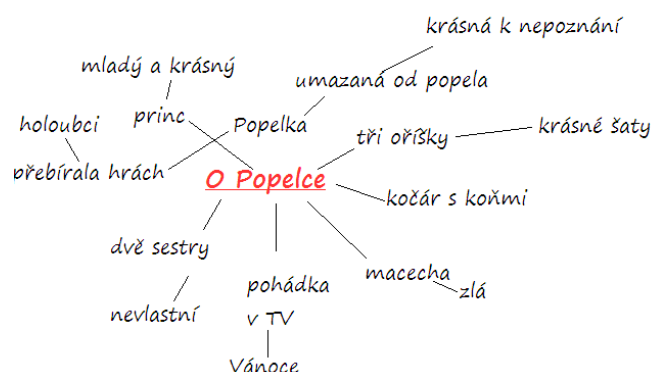 krásná k nepoznání
mladý a krásný
umazaná od popela
holoubci
princ
Popelka
tři oříšky
krásné šaty
přebírala hrách
O Popelce
kočár s koňmi
dvě sestry
macecha
zlá
pohádka
v TV
nevlastní
Vánoce